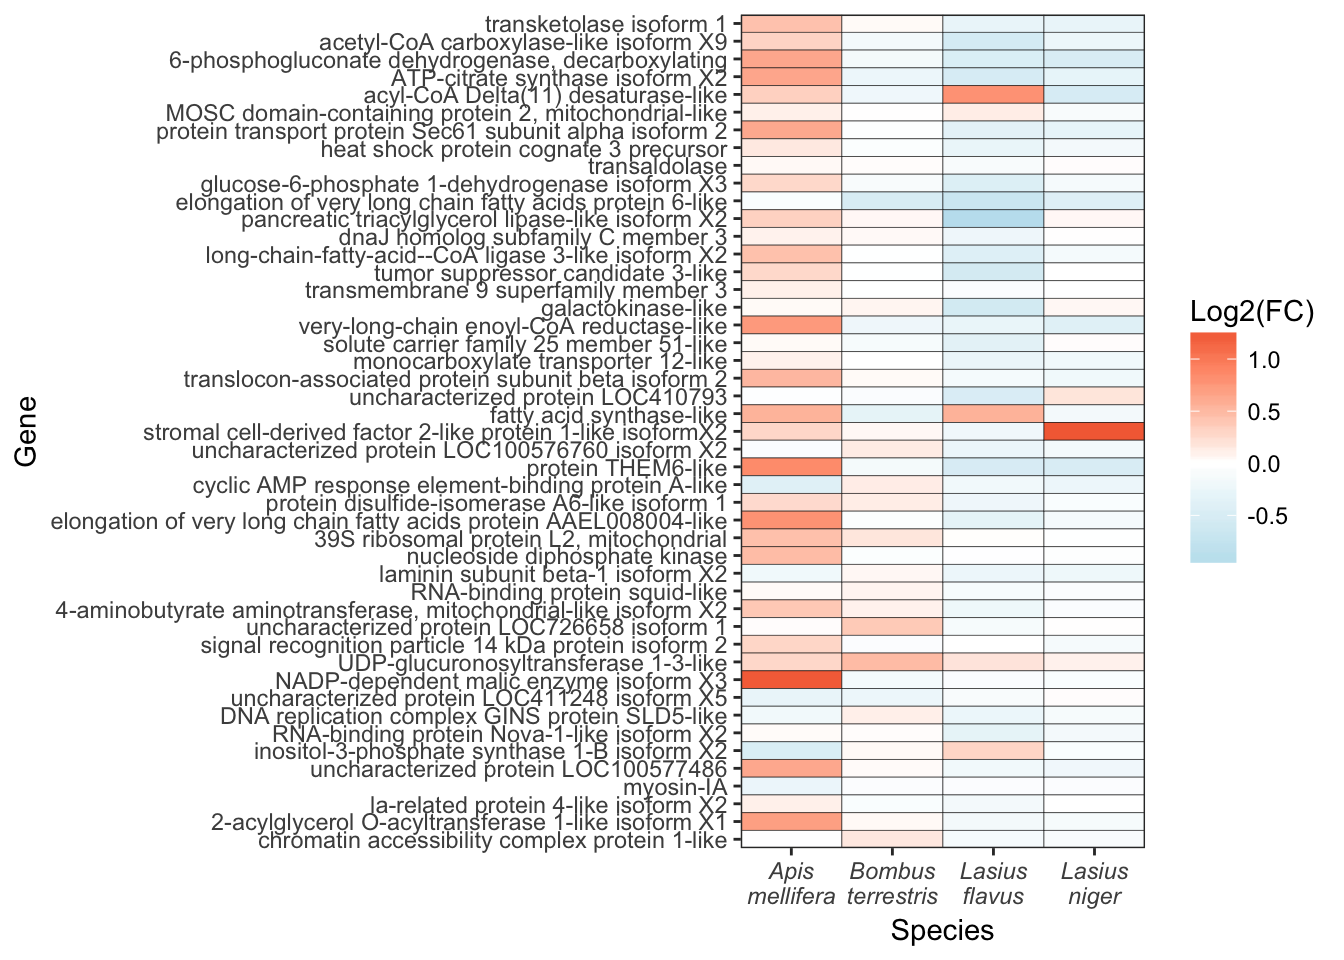 transketolase isoform 1
acetyl-CoA carboxylase-like isoform X9
6-phosphogluconate dehydrogenase, decarboxylating
ATP-citrate synthase isoform X2
acyl-CoA Delta(11) desaturase-like
MOSC domain-containing protein 2, mitochondrial-like
protein transport protein Sec61 subunit alpha isoform 2
heat shock protein cognate 3 precursor
transaldolase
glucose-6-phosphate 1-dehydrogenase isoform X3
elongation of very long chain fatty acids protein 6-like
pancreatic triacylglycerol lipase-like isoform X2
dnaJ homolog subfamily C member 3
long-chain-fatty-acid--CoA ligase 3-like isoform X2
tumor suppressor candidate 3-like
transmembrane 9 superfamily member 3
galactokinase-like
very-long-chain enoyl-CoA reductase-like
solute carrier family 25 member 51-like
monocarboxylate transporter 12-like
translocon-associated protein subunit beta isoform 2
uncharacterized protein LOC410793
fatty acid synthase-like
stromal cell-derived factor 2-like protein 1-like isoformX2
uncharacterized protein LOC100576760 isoform X2
protein THEM6-like
cyclic AMP response element-binding protein A-like
protein disulfide-isomerase A6-like isoform 1
elongation of very long chain fatty acids protein AAEL008004-like
39S ribosomal protein L2, mitochondrial
nucleoside diphosphate kinase
laminin subunit beta-1 isoform X2
RNA-binding protein squid-like
4-aminobutyrate aminotransferase, mitochondrial-like isoform X2
uncharacterized protein LOC726658 isoform 1
signal recognition particle 14 kDa protein isoform 2
UDP-glucuronosyltransferase 1-3-like
NADP-dependent malic enzyme isoform X3
uncharacterized protein LOC411248 isoform X5
DNA replication complex GINS protein SLD5-like
RNA-binding protein Nova-1-like isoform X2
inositol-3-phosphate synthase 1-B isoform X2
uncharacterized protein LOC100577486
myosin-IA
la-related protein 4-like isoform X2
2-acylglycerol O-acyltransferase 1-like isoform X1
chromatin accessibility complex protein 1-like
Gene
Apis
mellifera
Bombus
terrestris
Lasius
flavus
Lasius
niger
Species
Log2(FC)
1.0
0.5
0.0
-0.5